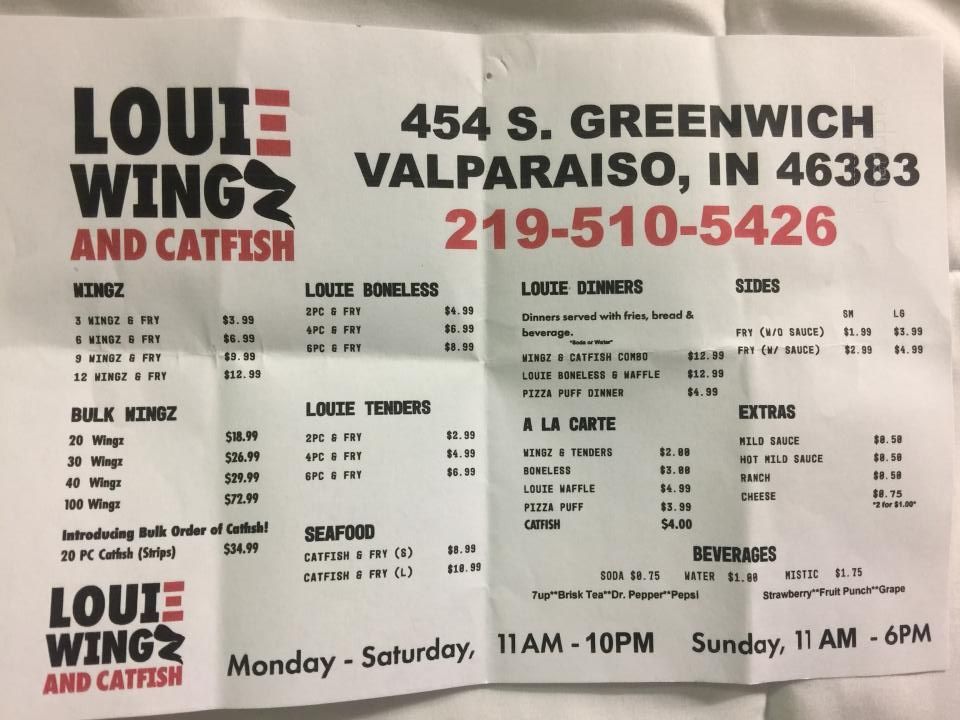 LOUIE
WINGZ
AND CATFISH
454 S. GREENWICH
VALPARAISO, IN 46383
219-510-5426
WINGZ
3 WINGZ & FRY $3.99
6 WINGZ & FRY $6.99
9 WINGZ & FRY $9.99
12 WINGZ & FRY $12.99
BULK WINGZ
20 Wingz $18.99
30 Wingz $26.99
40 Wingz $29.99
100 Wingz $72.99
Introducing Bulk Order of Catfish!
20 PC Catfish (Strips) $34.99
LOUIE BONELESS
2PC & FRY $4.99
4PC & FRY $6.99
6PC & FRY $8.99
LOUIE TENDERS
2PC & FRY $2.99
4PC & FRY $4.99
6PC & FRY $6.99
SEAFOOD
CATFISH & FRY (S) $8.99
CATFISH & FRY (L) $10.99
LOUIE DINNERS
Dinners served with fries, bread &
beverage.
*Soda or Water*
WINGZ & CATFISH COMBO $12.99
LOUIE BONELESS & WAFFLE $12.99
PIZZA PUFF DINNER $4.99
A LA CARTE
WINGZ & TENDERS $2.00
BONELESS $3.00
LOUIE WAFFLE $4.99
PIZZA PUFF $3.99
CATFISH $4.00
SIDES
SM LG
FRY (W/O SAUCE) $1.99 $3.99
FRY (W/ SAUCE) $2.99 $4.99
EXTRAS
MILD SAUCE $0.50
HOT MILD SAUCE $0.50
RANCH $0.50
CHEESE $0.75
*2 for $1.00*
BEVERAGES
SODA $0.75 WATER $1.00 MISTIC $1.75
7up**Brisk Tea**Dr. Pepper**Pepsi Strawberry**Fruit Punch**Grape
LOUIE
WINGZ
AND CATFISH
Monday - Saturday, 11 AM - 10PM Sunday, 11 AM - 6PM